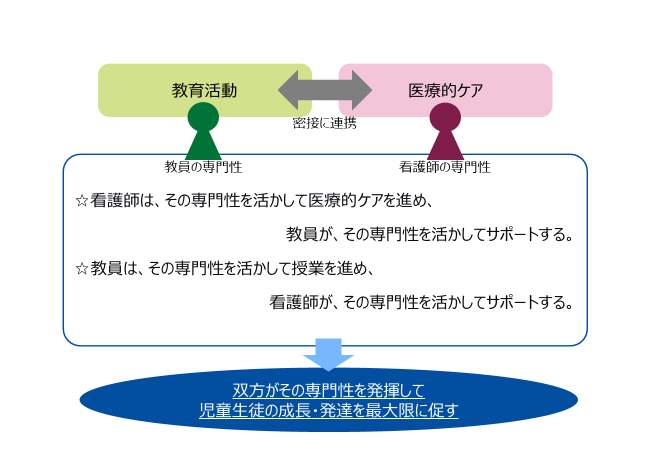 教育活動
医療的ケア
密接に連携
教員の専門性
看護師の専門性
☆看護師は、その専門性を活かして医療的ケアを進め、
教員が、その専門性を活かしてサポートする。
☆教員は、その専門性を活かして授業を進め、
看護師が、その専門性を活かしてサポートする。
双方がその専門性を発揮して
児童生徒の成長・発達を最大限に促す